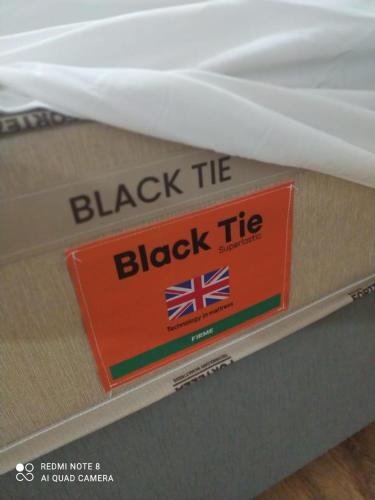 BLACK TIE
Black Tie
Superlastic
Technology in mattress
FIRME
REDMI NOTE 8
AI QUAD CAMERA